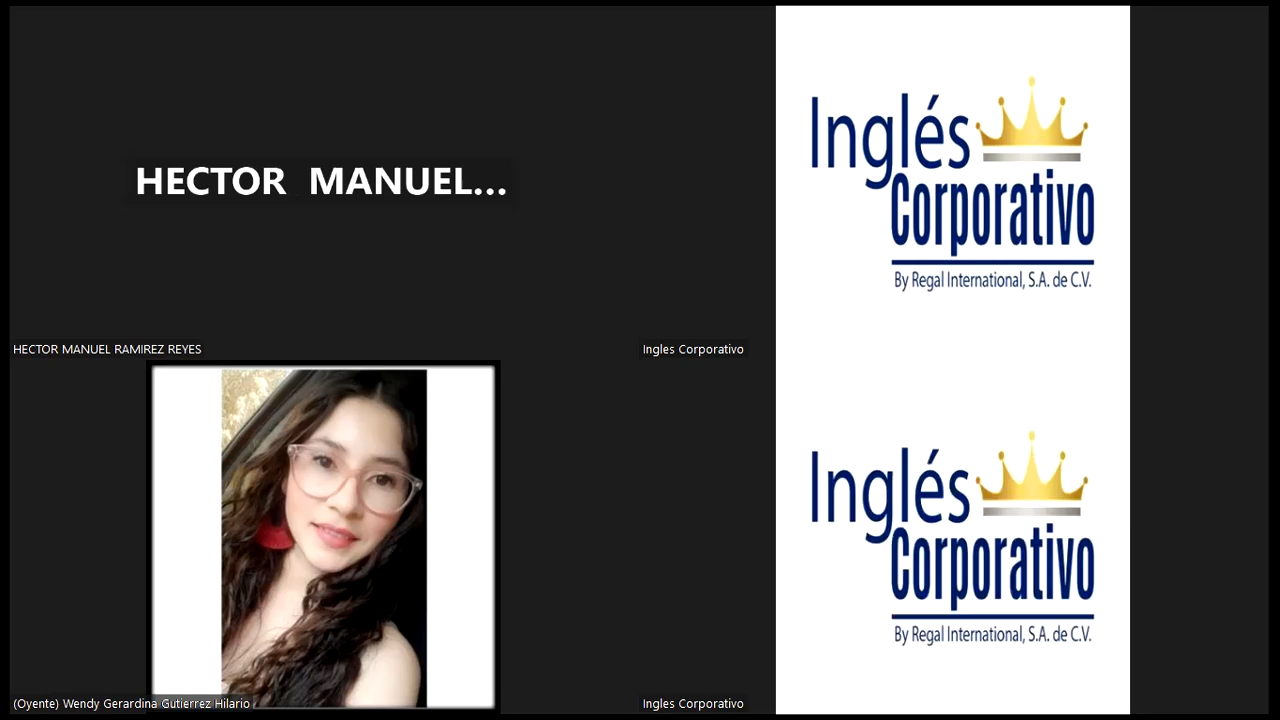 HECTOR MANUEL...
HECTOR MANUEL RAMIREZ REYES
Inglés
Corporativo
By Regal International, S.A. de C.V.
Ingles Corporativo
(Oyente) Wendy Gerardina Gutierrez Hilario
Inglés
Corporativo
By Regal International, S.A. de C.V.
Ingles Corporativo